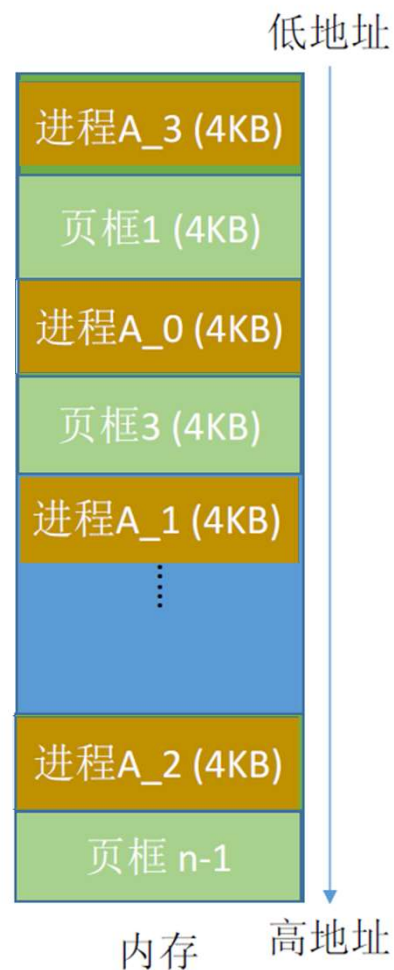 低地址
进程A_3 (4KB)
页框1 (4KB)
进程A_0 (4KB)
页框3 (4KB)
进程A_1 (4KB)
......
进程A_2 (4KB)
页框 n-1
内存
高地址